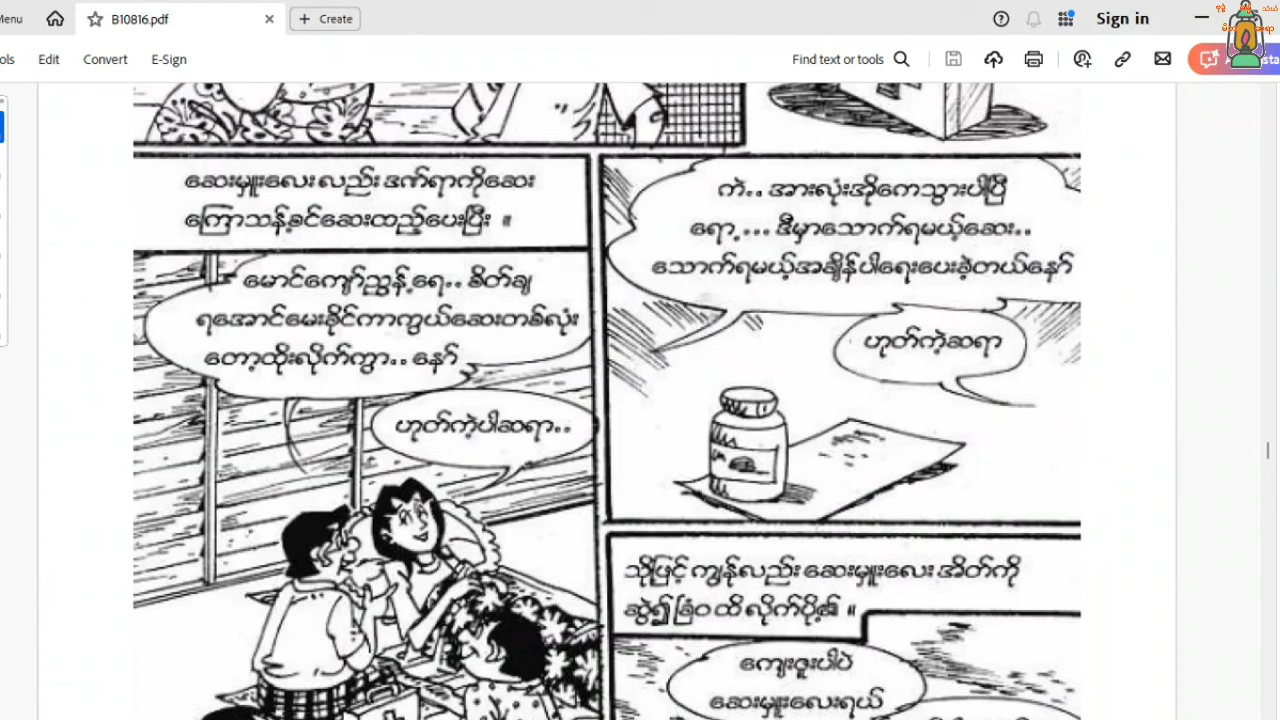 Menu
B10816.pdf
Create
Sign in
Edit
Convert
E-Sign
Find text or tools
ဆေးမှူးလေး လည်း ဒဏ်ရာကိုဆေး
ကြောသန့်ခင်ဆေးထည့်ပေးပြီး ။
မောင်ကျော်ညွန့်ရေ.. ခိတ်ချ
ရအောင်မေးခိုင်ကာကွယ်ဆေးတစ်လုံး
တော့ထိုးလိုက်ကွာ.. နော်
ဟုတ်ကဲ့ပါဆရာ..
ကဲ.. အားလုံးအိုကေသွားပါပြီ
ရော့... ဒီမှာသောက်ရမယ့်ဆေး..
သောက်ရမယ့်အချိန်ပါရေးပေးခဲ့တယ်နော်
ဟုတ်ကဲ့ဆရာ
သို့ဖြင့် ကျွန်ုလည်း ဆေးမှူးလေး အိတ်ကို
ဆွဲ၍ ခြံဝ ထိ လိုက်ပို့၏ ။
ကျေးဇူးပါပဲ
ဆေးမှူးလေးရယ်